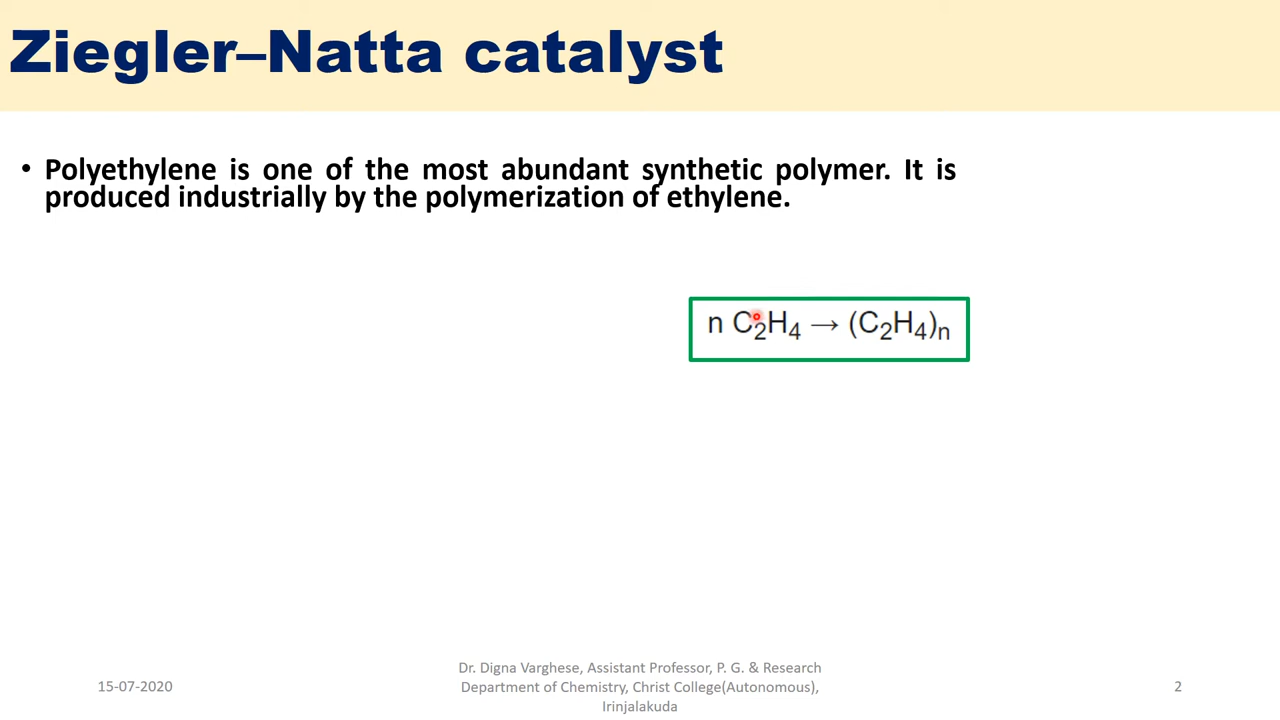 Ziegler–Natta catalyst
• Polyethylene is one of the most abundant synthetic polymer. It is
produced industrially by the polymerization of ethylene.
n C₂H₄ → (C₂H₄)ₙ
15-07-2020
Dr. Digna Varghese, Assistant Professor, P. G. & Research
Department of Chemistry, Christ College(Autonomous),
Irinjalakuda
2